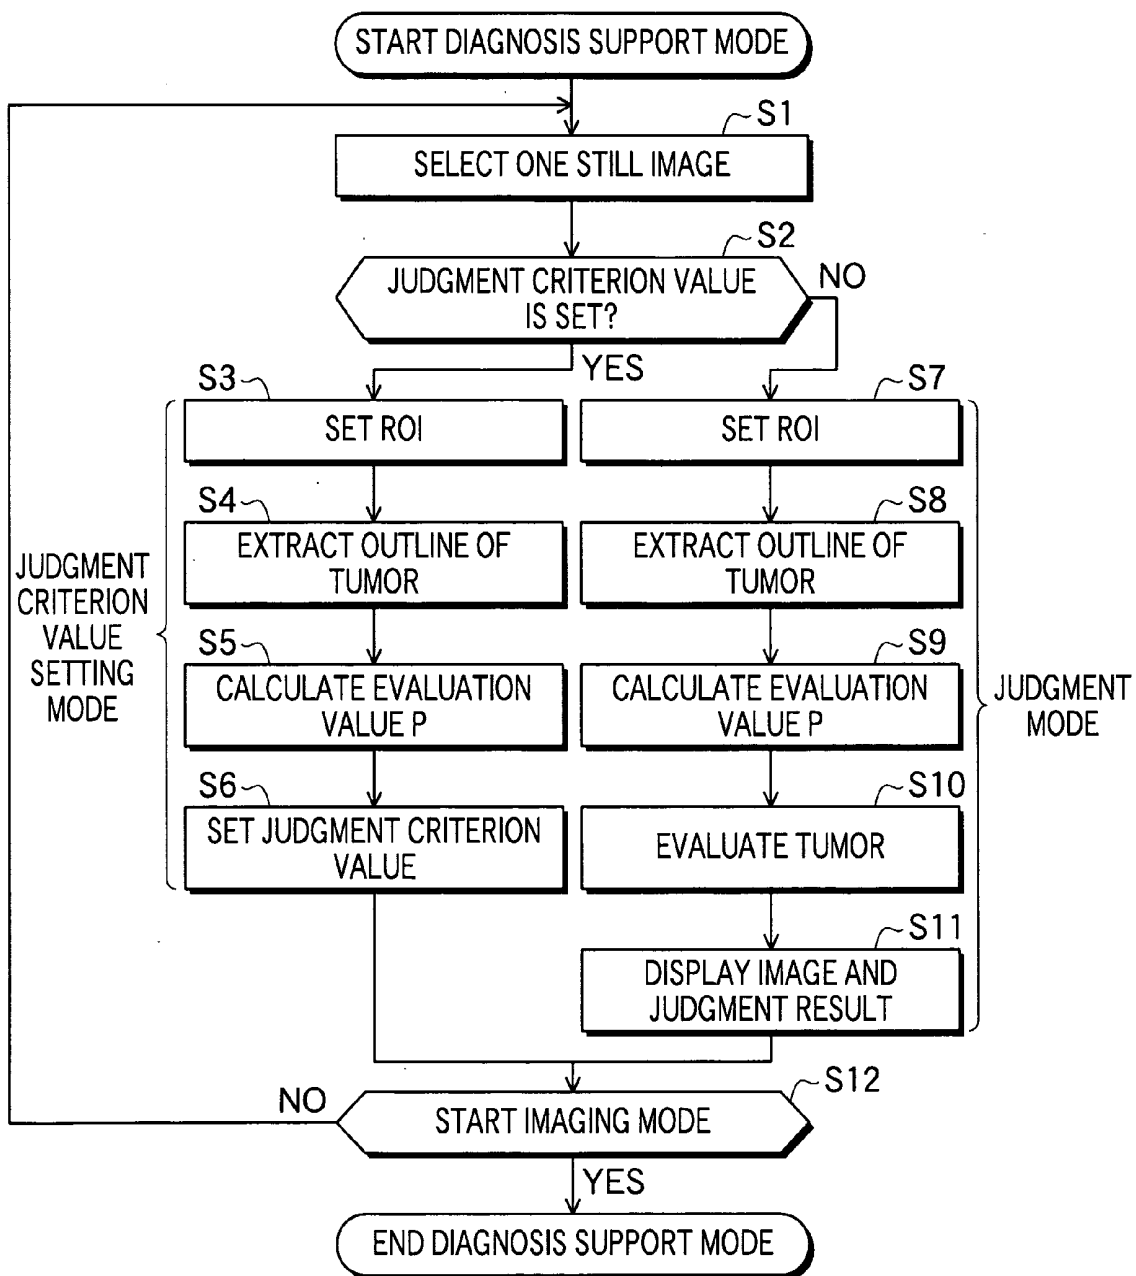 START DIAGNOSIS SUPPORT MODE
S1
SELECT ONE STILL IMAGE
S2
JUDGMENT CRITERION VALUE
IS SET?
NO
YES
S3
SET ROI
S4
EXTRACT OUTLINE OF
TUMOR
S5
CALCULATE EVALUATION
VALUE P
S6
SET JUDGMENT CRITERION
VALUE
JUDGMENT
CRITERION
VALUE
SETTING
MODE
S7
SET ROI
S8
EXTRACT OUTLINE OF
TUMOR
S9
CALCULATE EVALUATION
VALUE P
S10
EVALUATE TUMOR
S11
DISPLAY IMAGE AND
JUDGMENT RESULT
JUDGMENT
MODE
S12
START IMAGING MODE
NO
YES
END DIAGNOSIS SUPPORT MODE